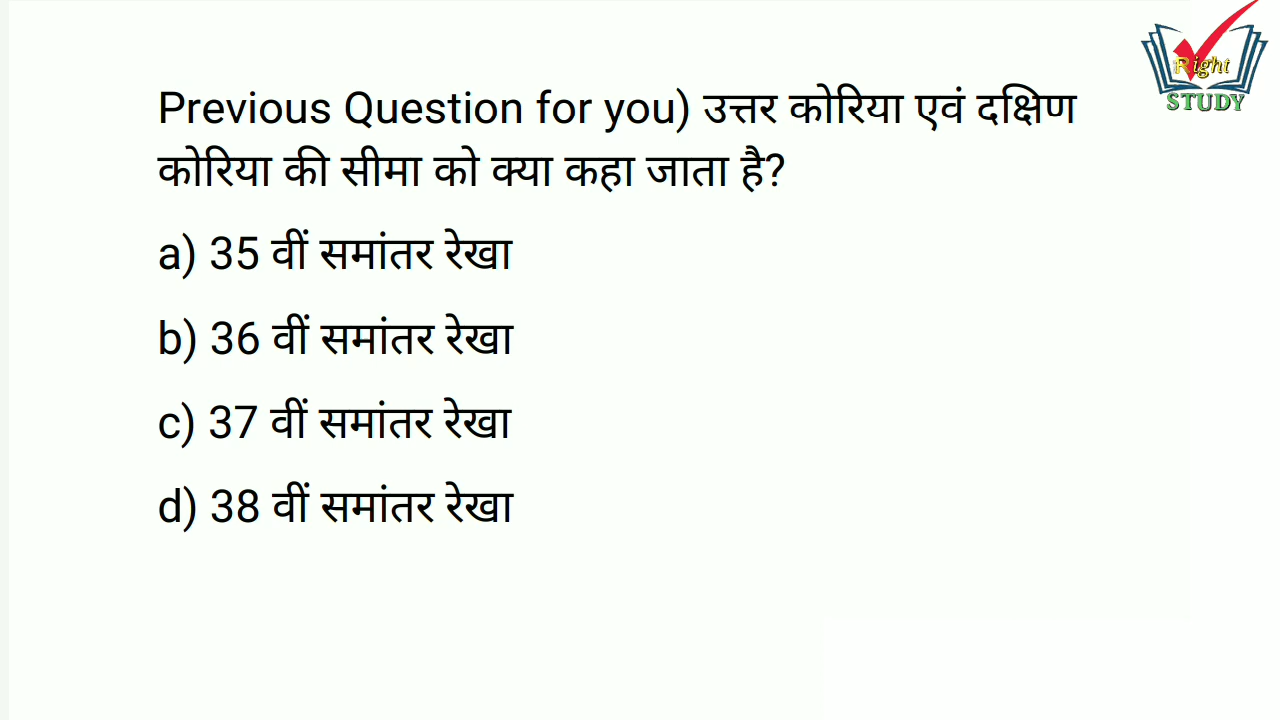 Right
STUDY
Previous Question for you) उत्तर कोरिया एवं दक्षिण
कोरिया की सीमा को क्या कहा जाता है?
a) 35 वीं समांतर रेखा
b) 36 वीं समांतर रेखा
c) 37 वीं समांतर रेखा
d) 38 वीं समांतर रेखा